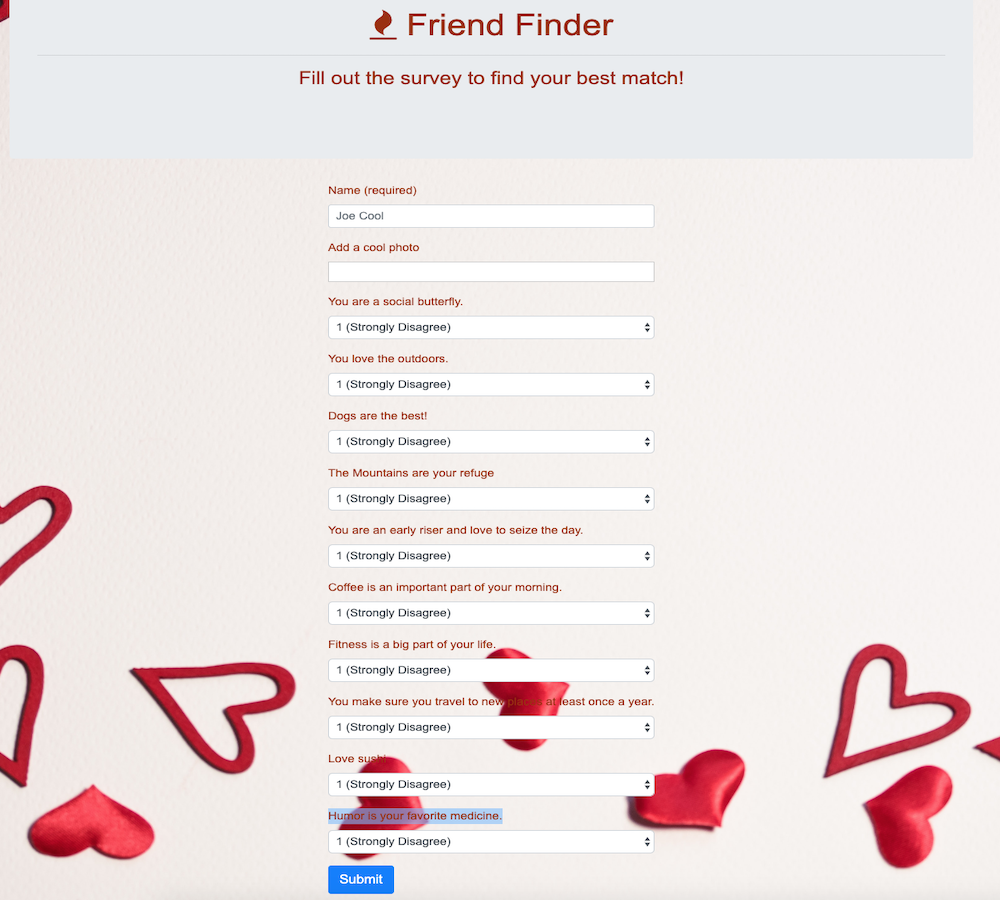 Friend Finder
Fill out the survey to find your best match!
Name (required)
Joe Cool
Add a cool photo
You are a social butterfly.
1 (Strongly Disagree)
You love the outdoors.
1 (Strongly Disagree)
Dogs are the best!
1 (Strongly Disagree)
The Mountains are your refuge
1 (Strongly Disagree)
You are an early riser and love to seize the day.
1 (Strongly Disagree)
Coffee is an important part of your morning.
1 (Strongly Disagree)
Fitness is a big part of your life.
1 (Strongly Disagree)
You make sure you travel to new places at least once a year.
1 (Strongly Disagree)
Love sushi
1 (Strongly Disagree)
Humor is your favorite medicine.
1 (Strongly Disagree)
Submit